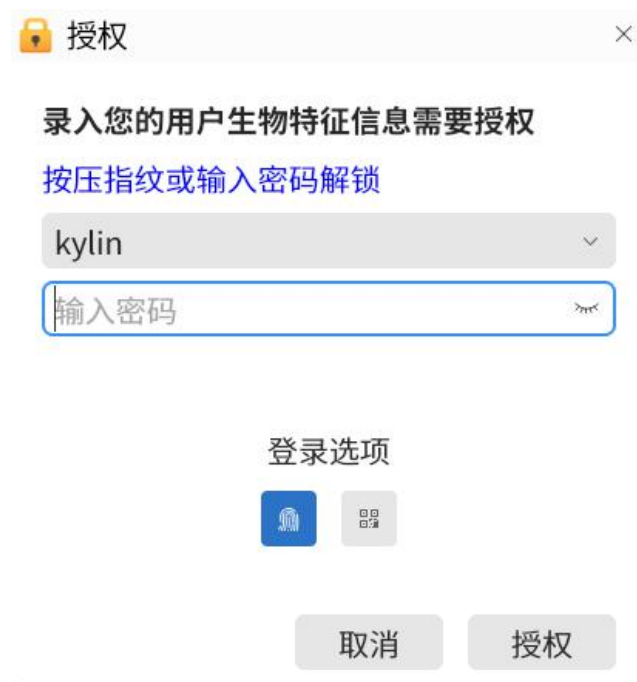 授权
录入您的用户生物特征信息需要授权
按压指纹或输入密码解锁
kylin
输入密码
登录选项
取消 授权